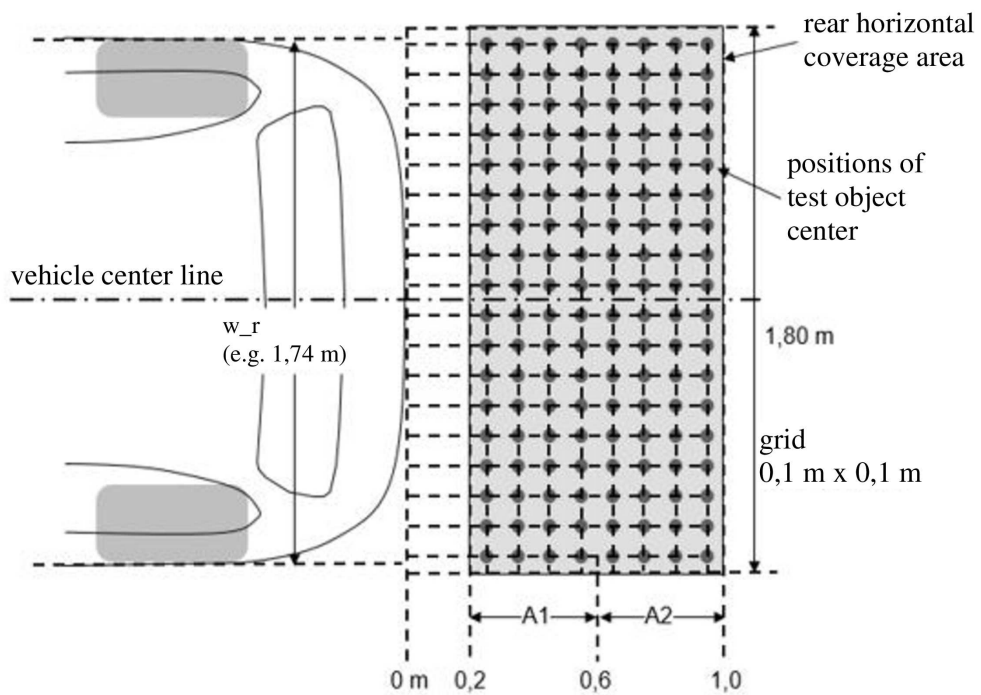 rear horizontal
coverage area
positions of
test object
center
vehicle center line
w_r
(e.g. 1,74 m)
1,80 m
grid
0,1 m x 0,1 m
A1
A2
0 m
0,2
0,6
1,0